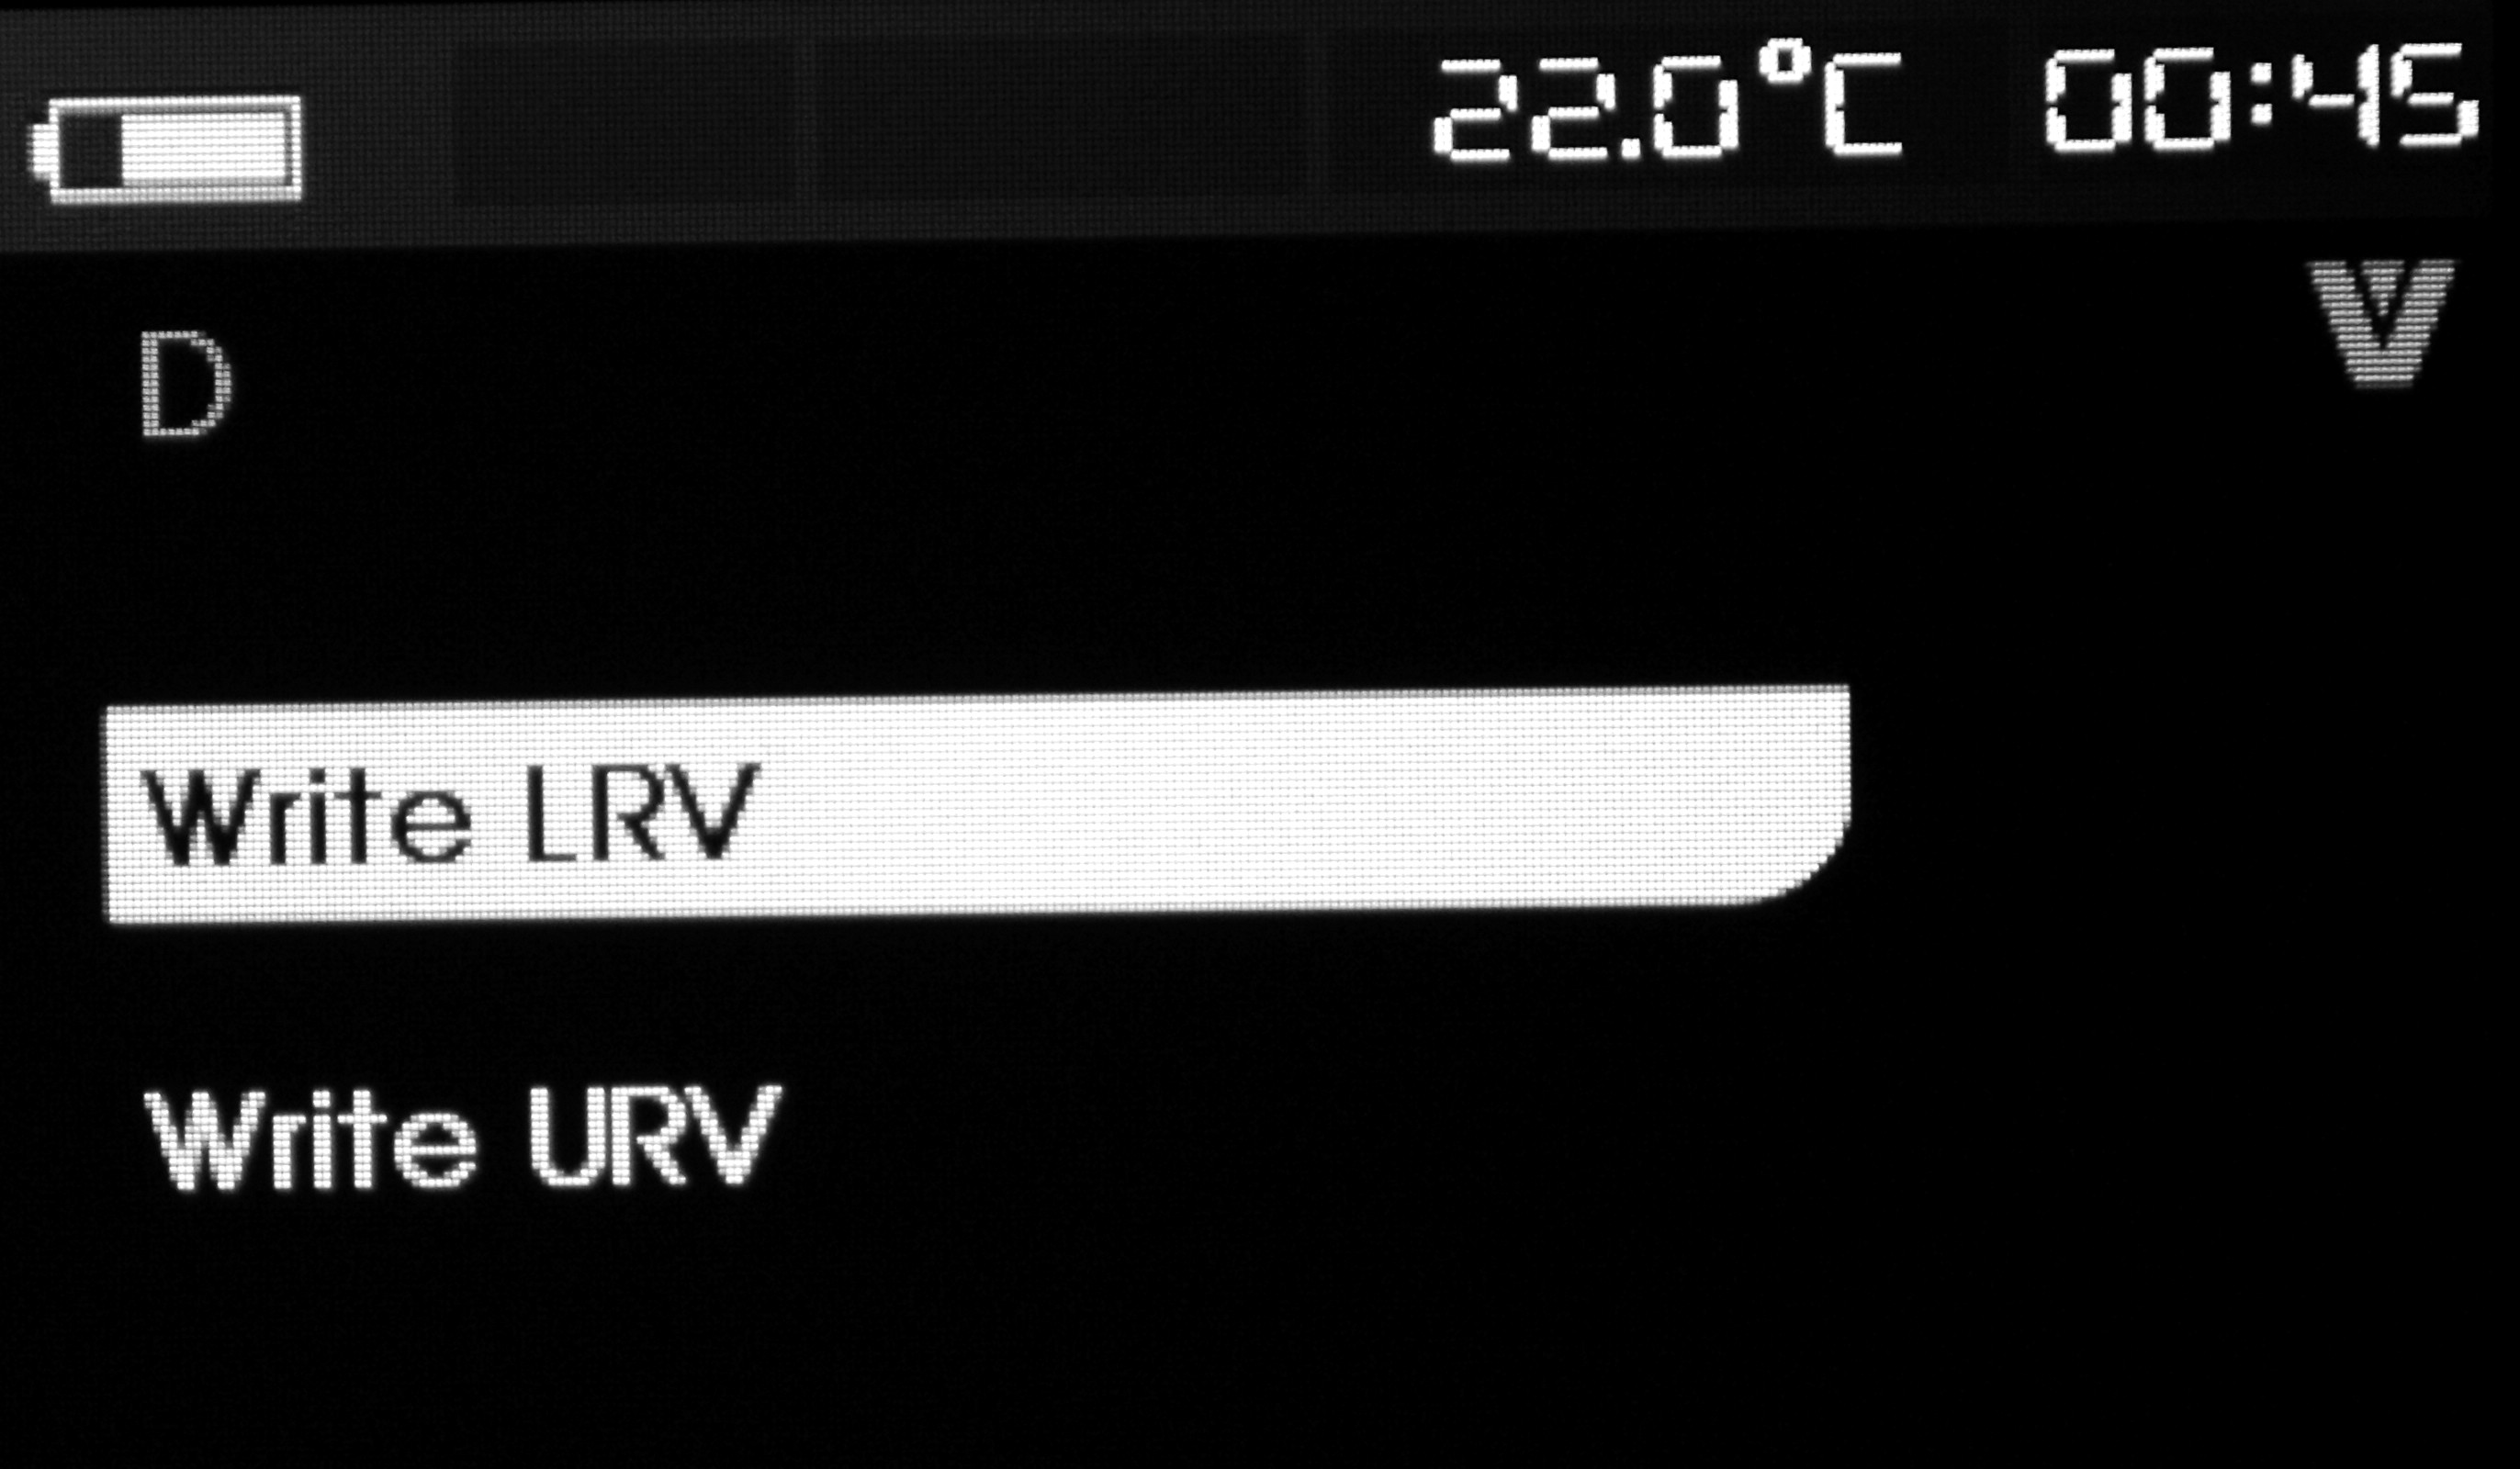 22.0°C 00:45
D
Write LRV
Write URV